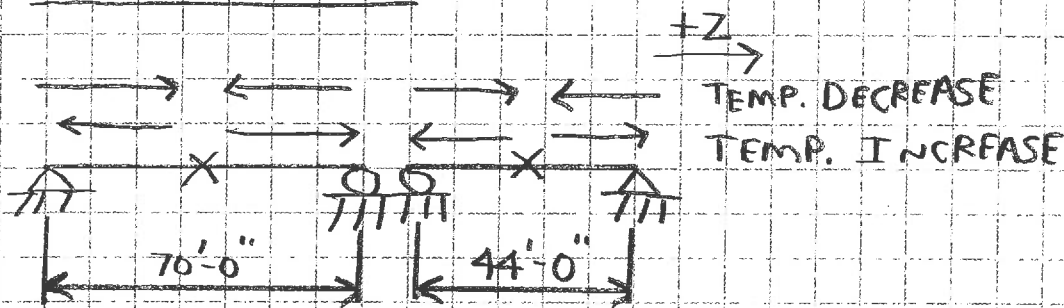 +Z
TEMP. DECREASE
TEMP. INCREASE
70'-0"
44'-0"